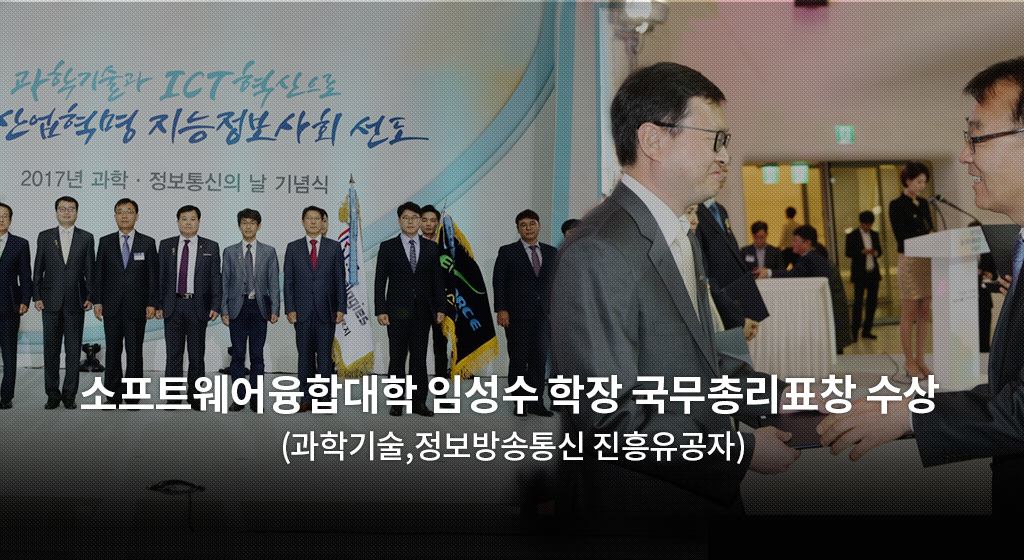 과학기술과 ICT 혁신으로
산업혁명 지능정보사회 선포
2017년 과학 · 정보통신의 날 기념식
소프트웨어융합대학 임성수 학장 국무총리표창 수상
(과학기술,정보방송통신 진흥유공자)